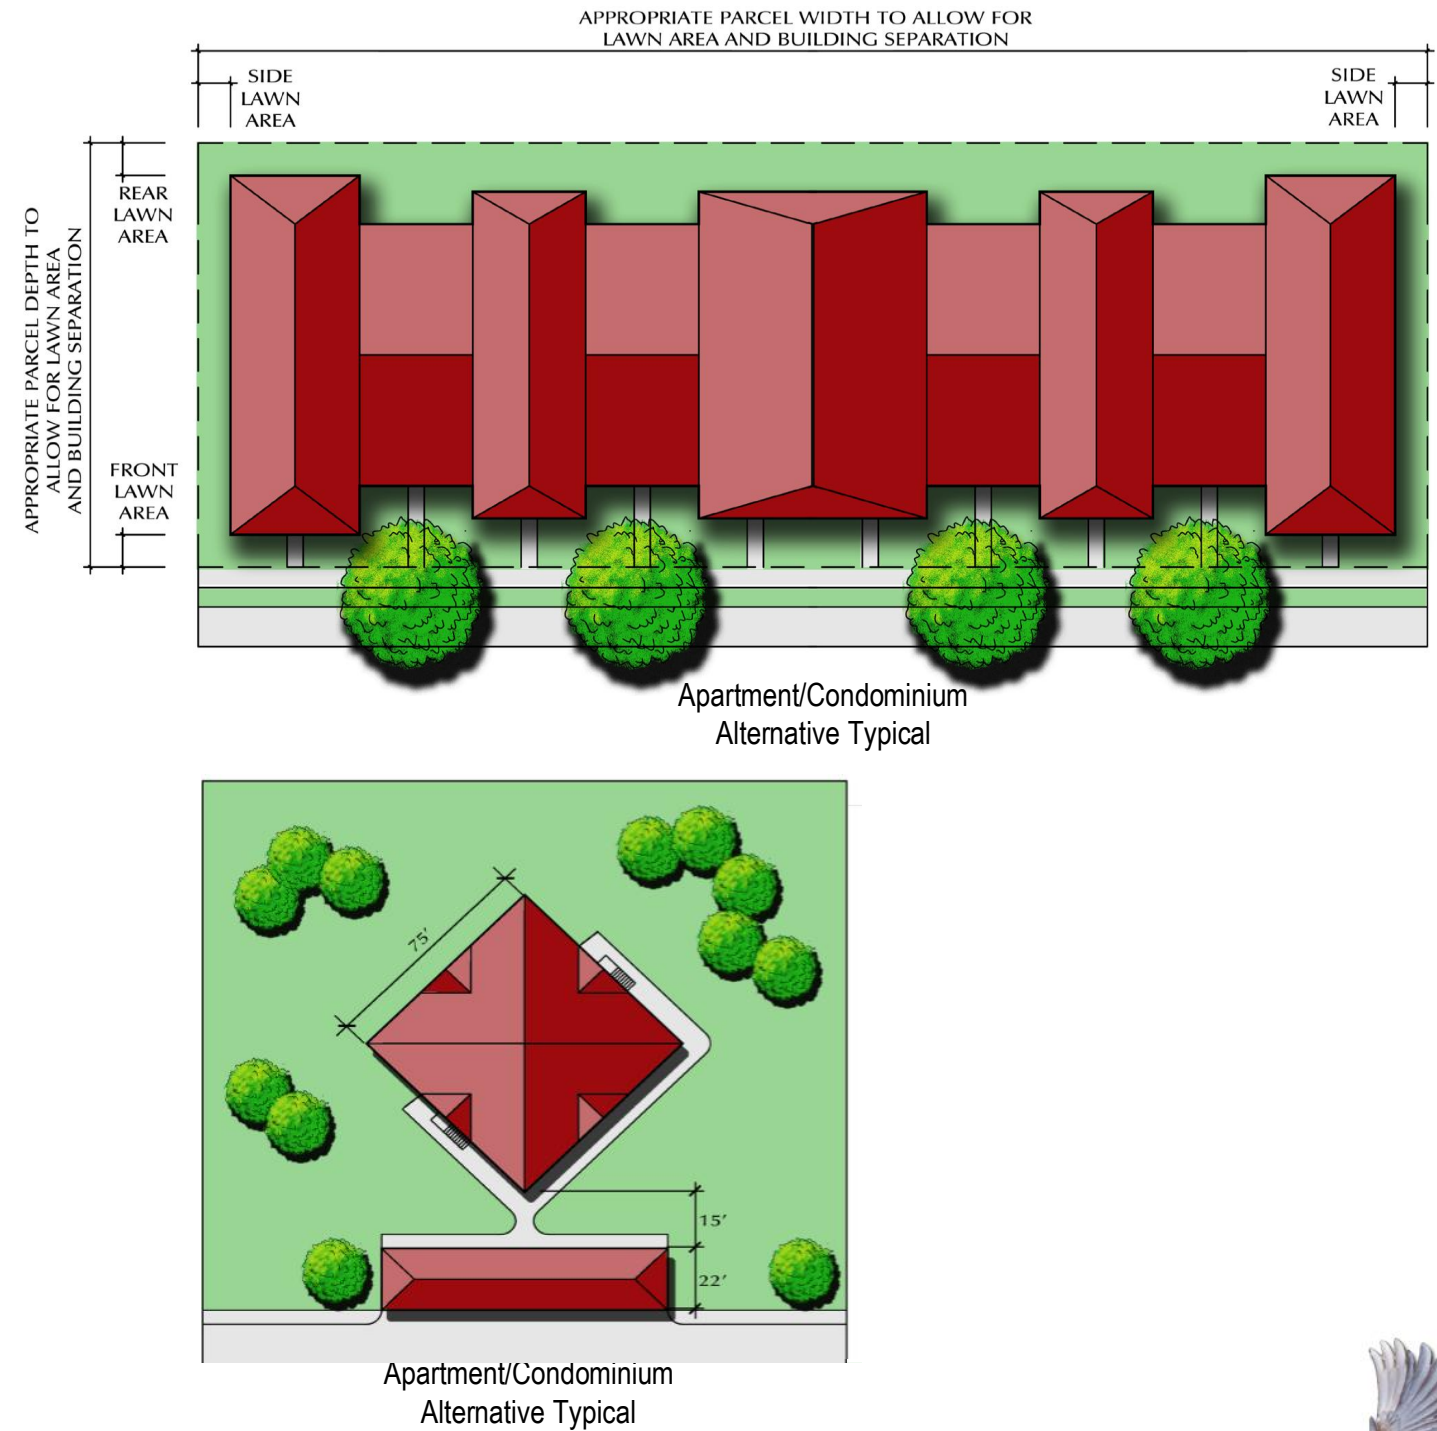 APPROPRIATE PARCEL WIDTH TO ALLOW FOR
LAWN AREA AND BUILDING SEPARATION
SIDE
LAWN
AREA
SIDE
LAWN
AREA
REAR
LAWN
AREA
APPROPRIATE PARCEL DEPTH TO
ALLOW FOR LAWN AREA
AND BUILDING SEPARATION
FRONT
LAWN
AREA
Apartment/Condominium
Alternative Typical
75'
15'
22'
Apartment/Condominium
Alternative Typical